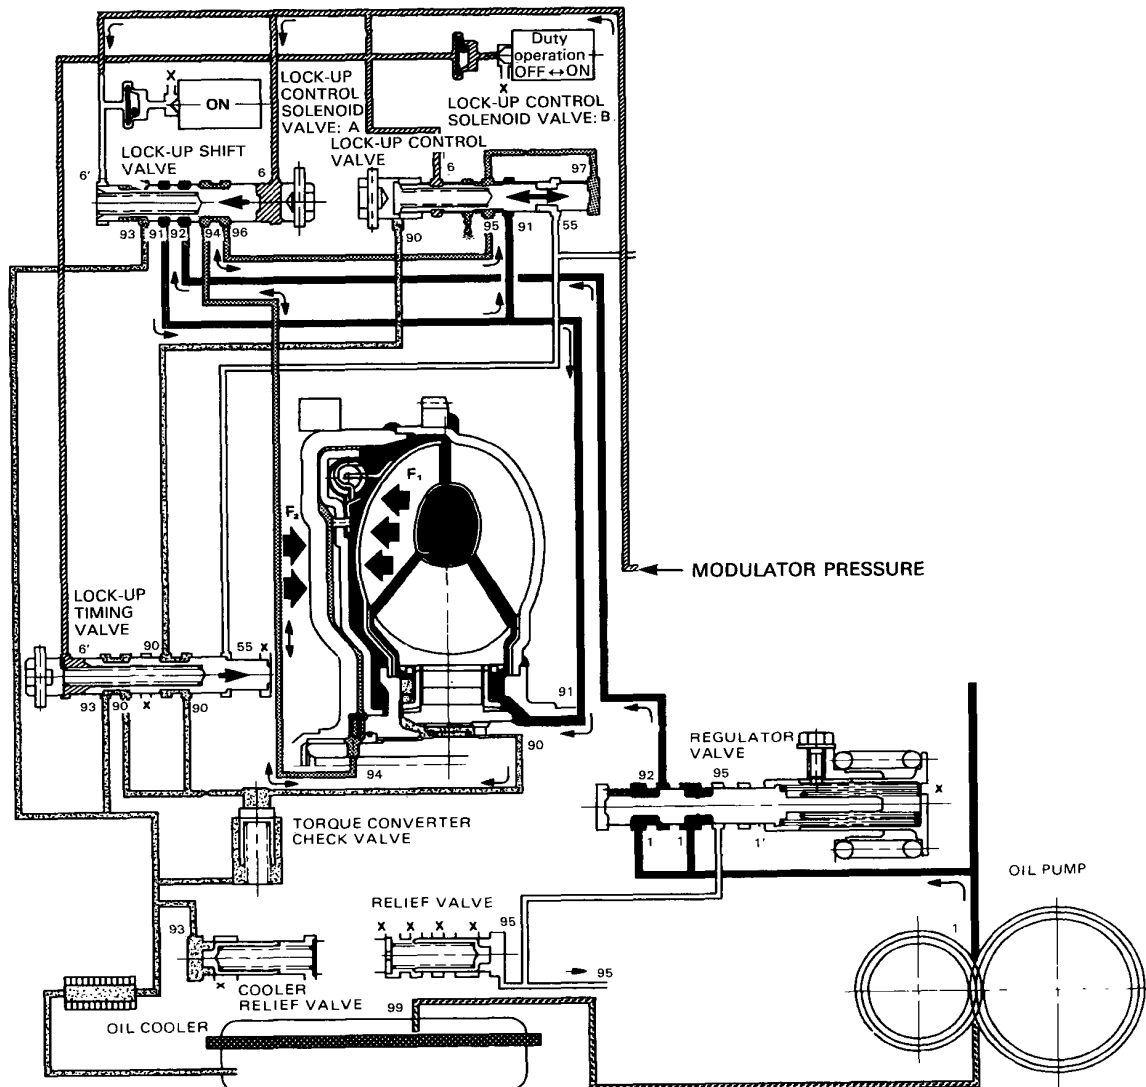 Duty
operation
OFF ↔ ON
X
LOCK-UP CONTROL
SOLENOID VALVE: B
LOCK-UP
CONTROL
SOLENOID
VALVE: A
X
ON
LOCK-UP SHIFT
VALVE
LOCK-UP CONTROL
VALVE
6'
6
6
97
93
91
92
94
96
90
95
91
55
F₁
F₂
MODULATOR PRESSURE
LOCK-UP
TIMING
VALVE
6'
90
55
X
93
90
X
90
91
90
94
REGULATOR
VALVE
92
95
X
1
1
1'
TORQUE CONVERTER
CHECK VALVE
OIL PUMP
1
RELIEF VALVE
X
X
X
X
95
95
93
X
COOLER
RELIEF VALVE
OIL COOLER
99